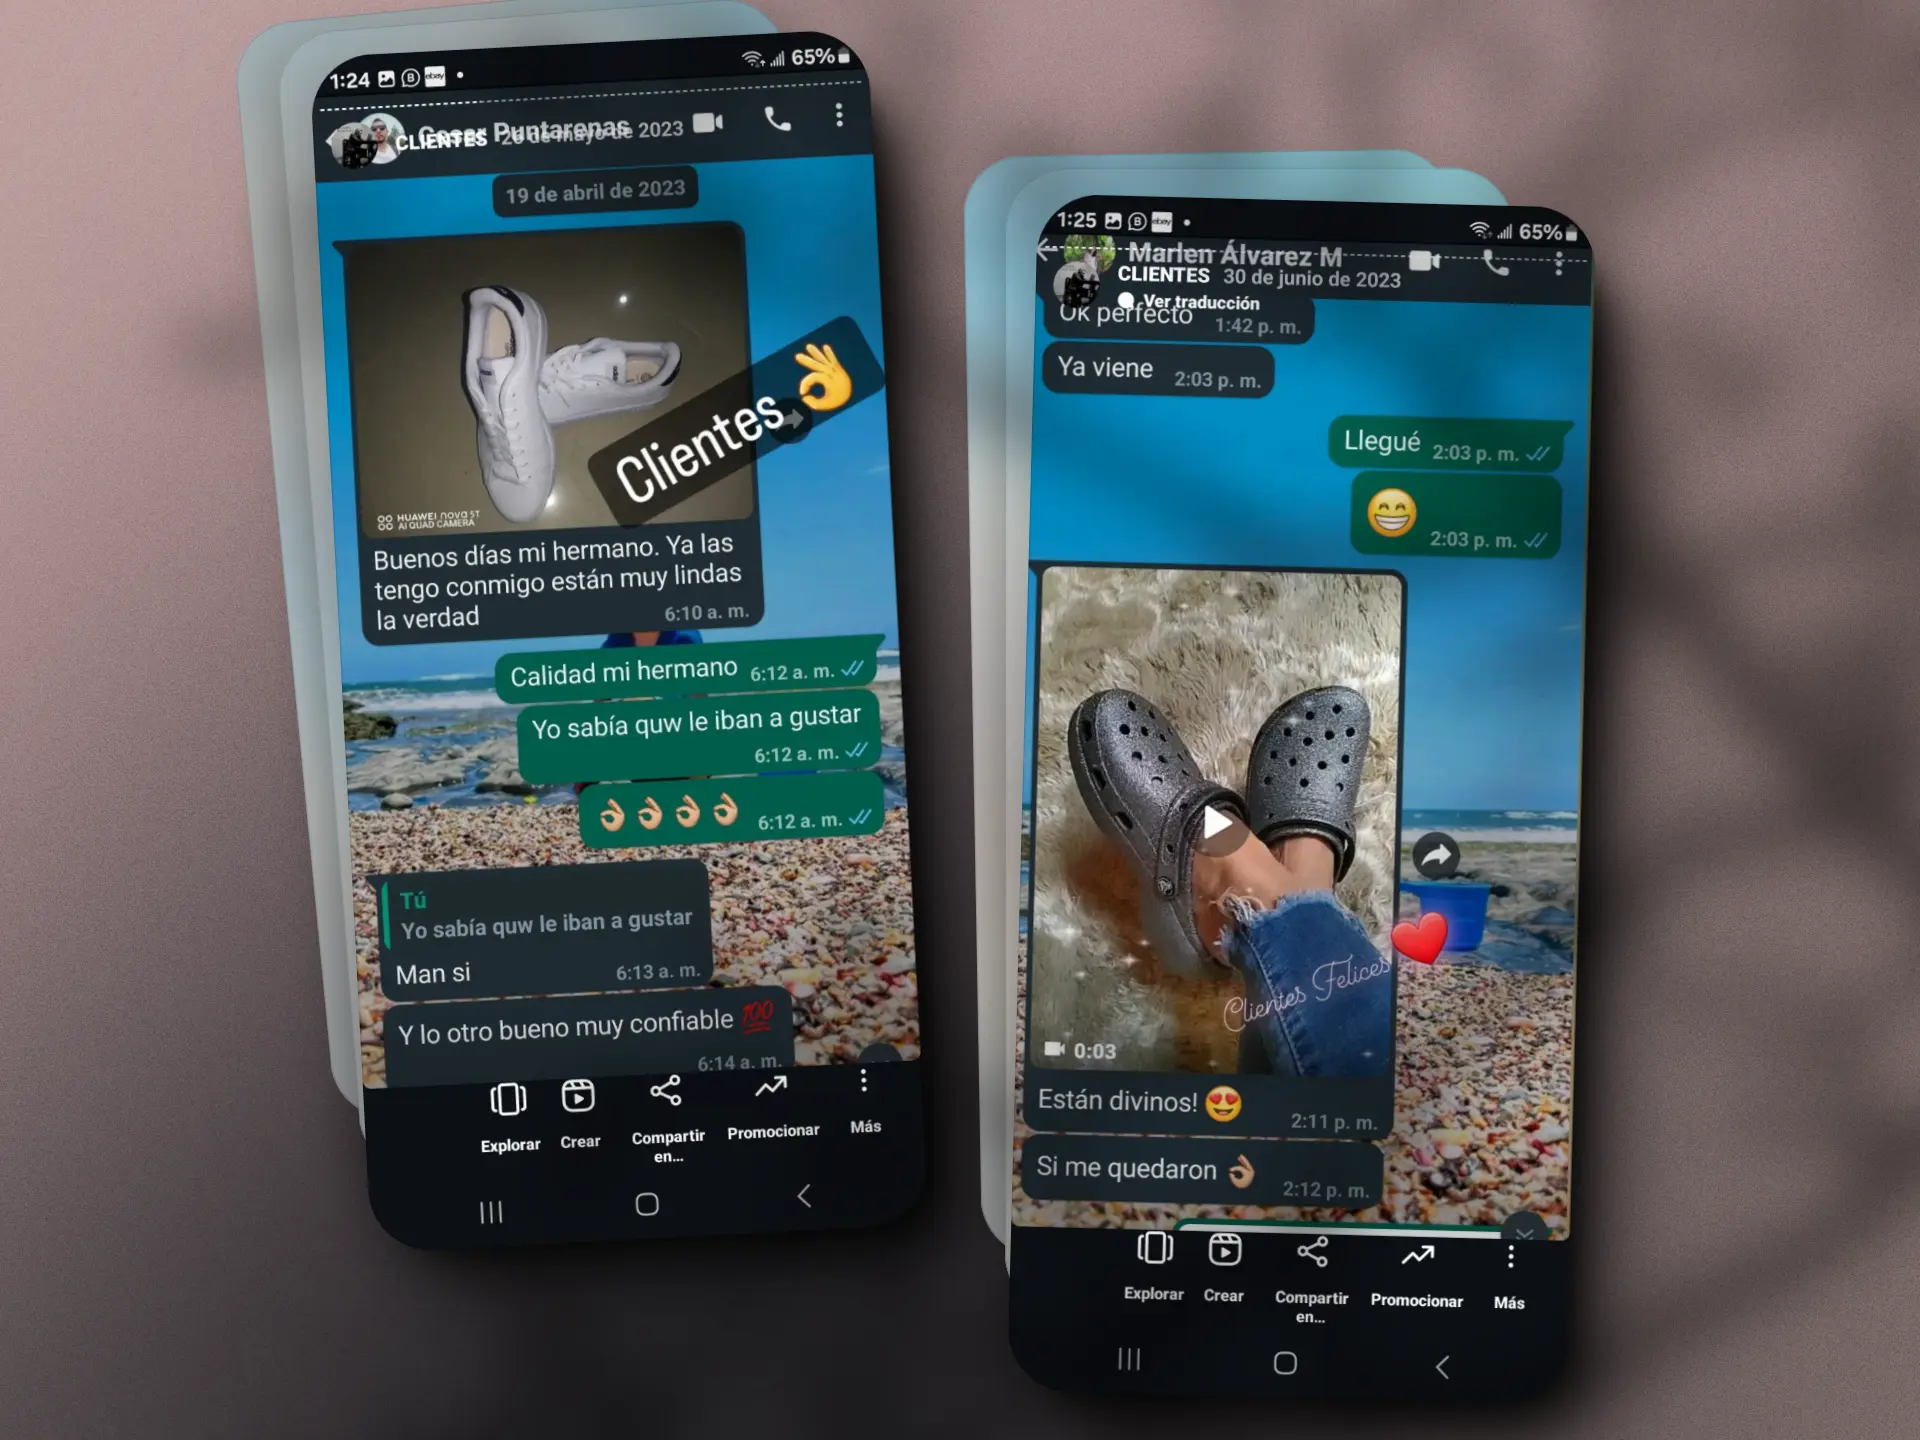 1:24
B
ebay
65%
Puntarenas
CLIENTES 26 de mayo de 2023
19 de abril de 2023
HUAWEI nova 5T
AI QUAD CAMERA
Clientes 👌
Buenos días mi hermano. Ya las
tengo conmigo están muy lindas
la verdad
6:10 a. m.
Calidad mi hermano 6:12 a. m.
Yo sabía quw le iban a gustar
6:12 a. m.
👌🏼👌🏼👌🏼👌🏼 6:12 a. m.
Tú
Yo sabía quw le iban a gustar
Man si 6:13 a. m.
Y lo otro bueno muy confiable 💯
6:14 a. m.
Explorar
Crear
Compartir
en...
Promocionar
Más
1:25
B
ebay
65%
Marlen Álvarez M
CLIENTES 30 de junio de 2023
Ver traducción
Ok perfecto 1:42 p. m.
Ya viene 2:03 p. m.
Llegué 2:03 p. m.
😁 2:03 p. m.
Clientes Felices
0:03
Están divinos! 😍
2:11 p. m.
Si me quedaron 👌🏼 2:12 p. m.
Explorar
Crear
Compartir
en...
Promocionar
Más